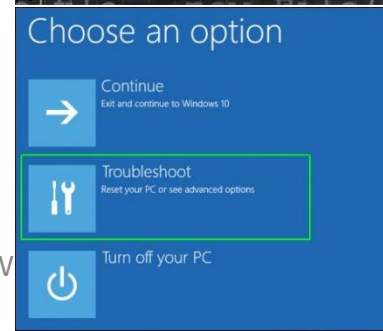 Choose an option
Continue
Exit and continue to Windows 10
Troubleshoot
Reset your PC or see advanced options
Turn off your PC